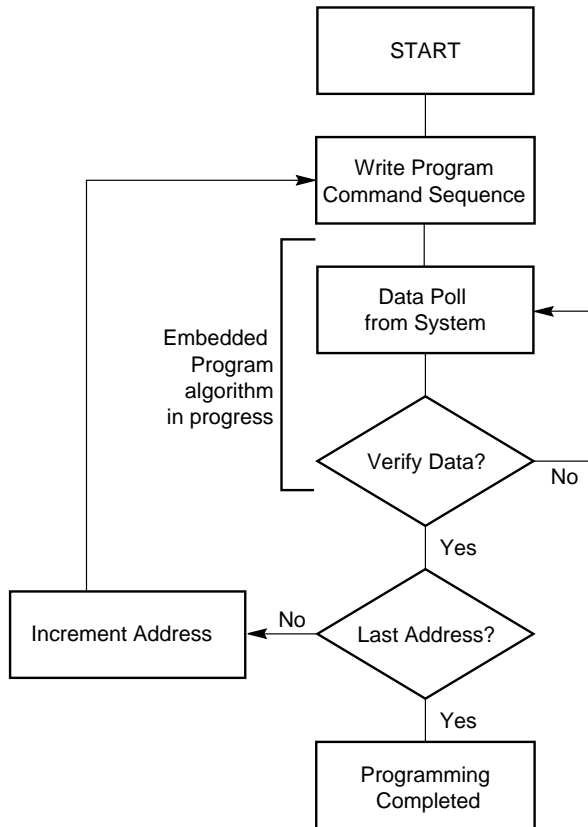 START
Write Program
Command Sequence
Data Poll
from System
Embedded
Program
algorithm
in progress
Verify Data?
No
Yes
Increment Address
No
Last Address?
Yes
Programming
Completed